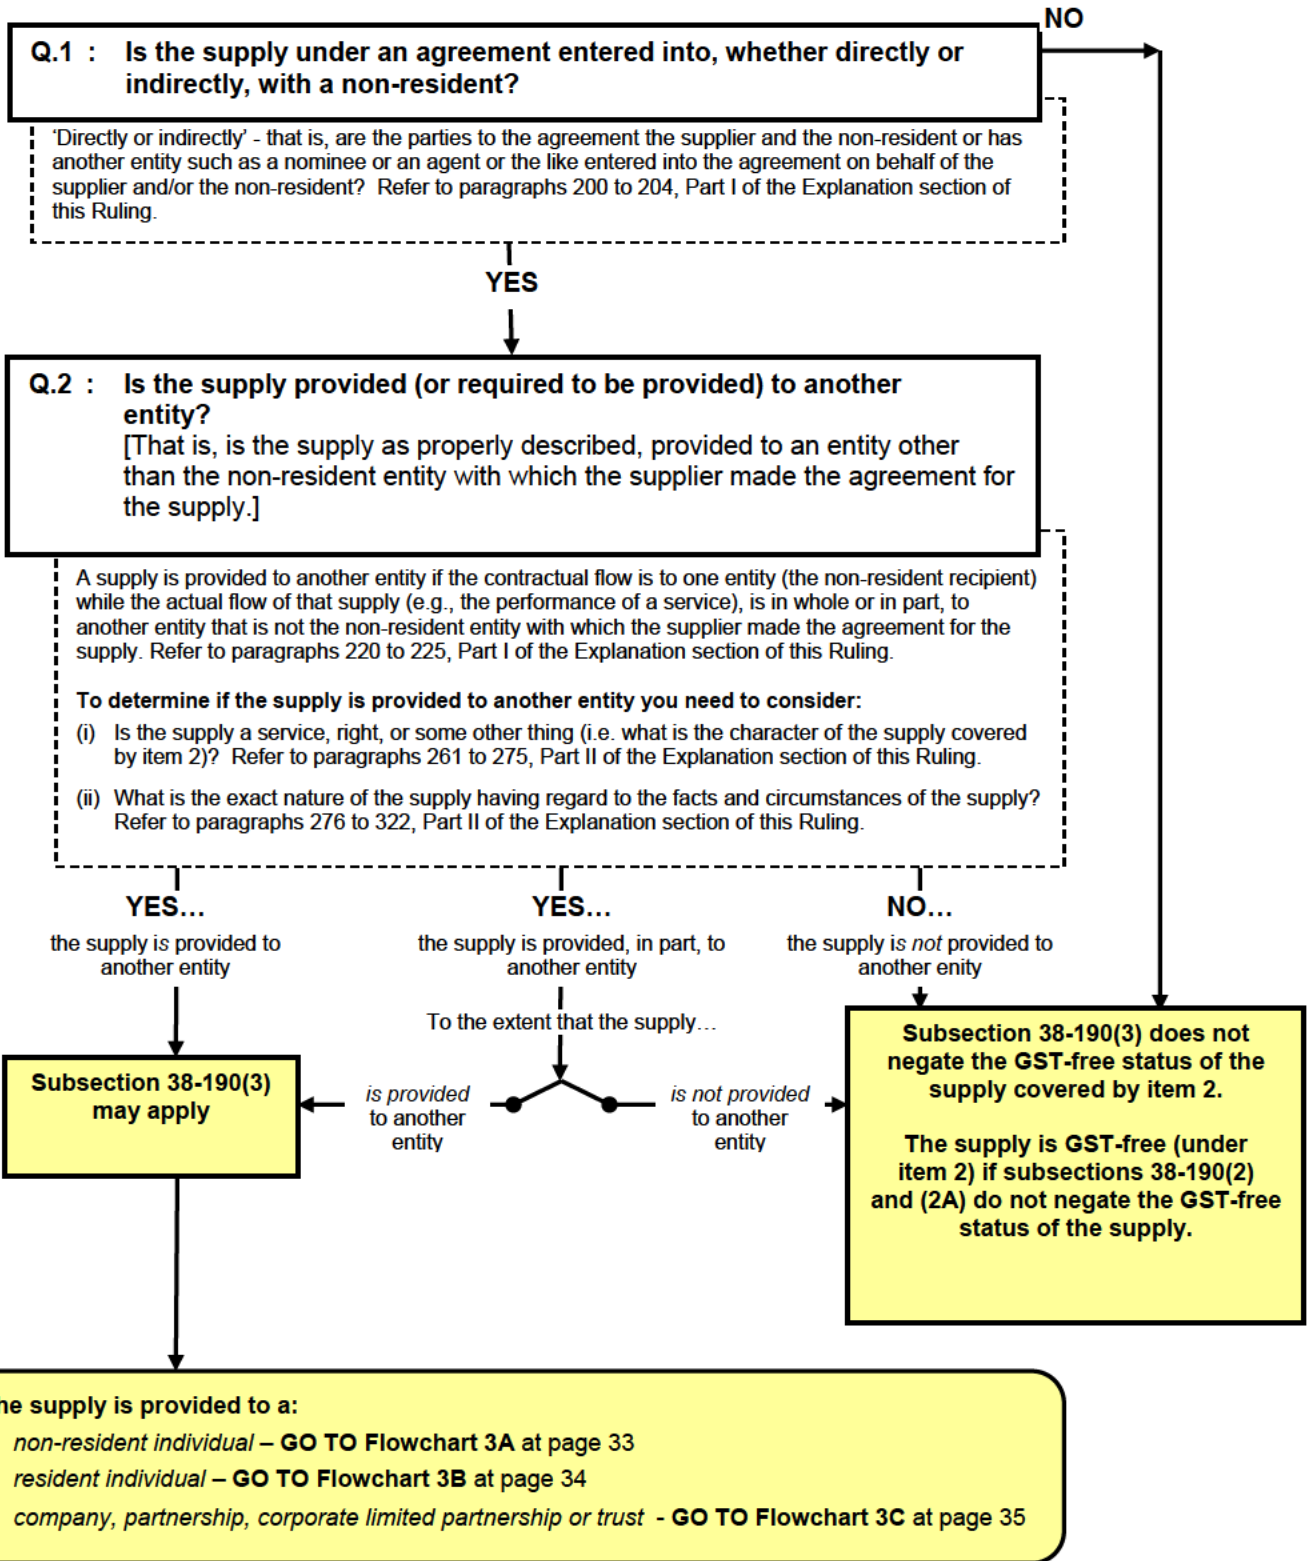 NO
Q.1 : Is the supply under an agreement entered into, whether directly or
indirectly, with a non-resident?
‘Directly or indirectly’ - that is, are the parties to the agreement the supplier and the non-resident or has
another entity such as a nominee or an agent or the like entered into the agreement on behalf of the
supplier and/or the non-resident? Refer to paragraphs 200 to 204, Part I of the Explanation section of
this Ruling.
YES
Q.2 : Is the supply provided (or required to be provided) to another
entity?
[That is, is the supply as properly described, provided to an entity other
than the non-resident entity with which the supplier made the agreement for
the supply.]
A supply is provided to another entity if the contractual flow is to one entity (the non-resident recipient)
while the actual flow of that supply (e.g., the performance of a service), is in whole or in part, to
another entity that is not the non-resident entity with which the supplier made the agreement for the
supply. Refer to paragraphs 220 to 225, Part I of the Explanation section of this Ruling.
To determine if the supply is provided to another entity you need to consider:
(i) Is the supply a service, right, or some other thing (i.e. what is the character of the supply covered
by item 2)? Refer to paragraphs 261 to 275, Part II of the Explanation section of this Ruling.
(ii) What is the exact nature of the supply having regard to the facts and circumstances of the supply?
Refer to paragraphs 276 to 322, Part II of the Explanation section of this Ruling.
YES…
the supply is provided to
another entity
YES…
the supply is provided, in part, to
another entity
NO…
the supply is not provided to
another enity
To the extent that the supply…
is provided
to another
entity
is not provided
to another
entity
Subsection 38-190(3)
may apply
Subsection 38-190(3) does not
negate the GST-free status of the
supply covered by item 2.
The supply is GST-free (under
item 2) if subsections 38-190(2)
and (2A) do not negate the GST-free
status of the supply.
he supply is provided to a:
non-resident individual – GO TO Flowchart 3A at page 33
resident individual – GO TO Flowchart 3B at page 34
company, partnership, corporate limited partnership or trust - GO TO Flowchart 3C at page 35